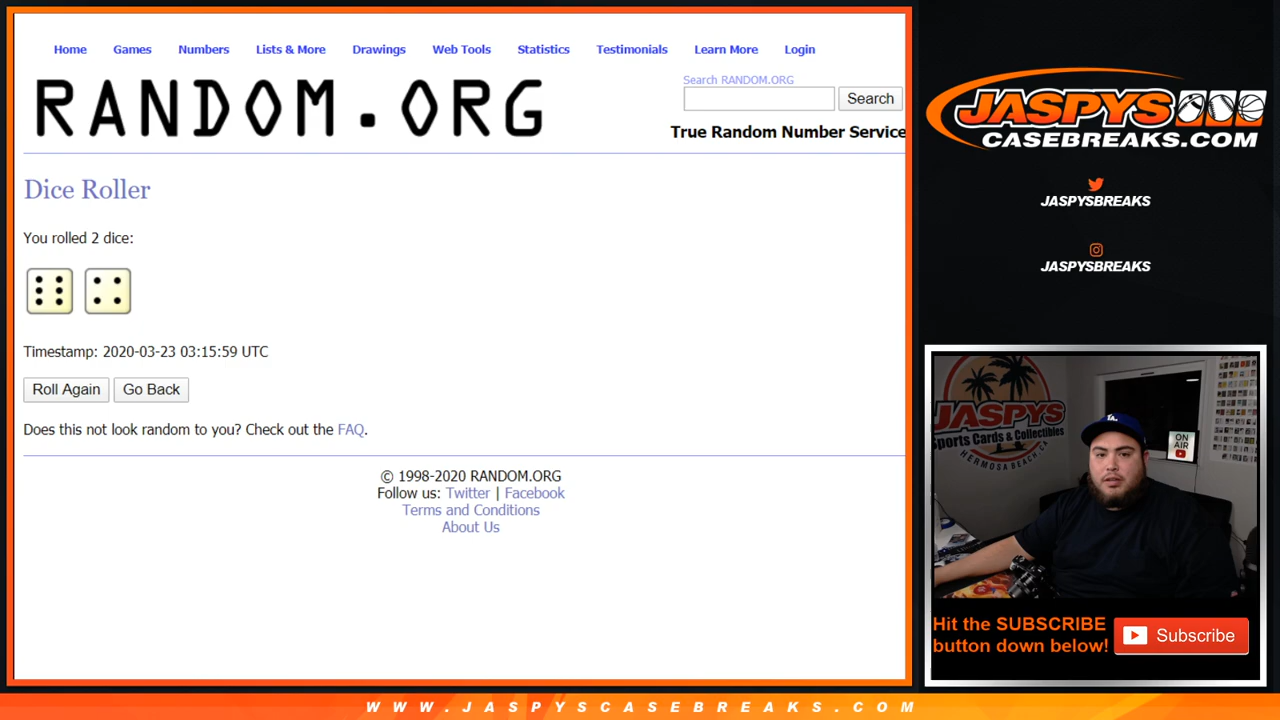 Home Games Numbers Lists & More Drawings Web Tools Statistics Testimonials Learn More Login
RANDOM.ORG
Search RANDOM.ORG
Search
True Random Number Service
Dice Roller
You rolled 2 dice:
Timestamp: 2020-03-23 03:15:59 UTC
Roll Again Go Back
Does this not look random to you? Check out the FAQ.
© 1998-2020 RANDOM.ORG
Follow us: Twitter | Facebook
Terms and Conditions
About Us
JASPYS
CASEBREAKS.COM
JASPYSBREAKS
JASPYSBREAKS
JASPYS
Sports Cards & Collectibles
HERMOSA BEACH, CA
LA
ON
AIR
Hit the SUBSCRIBE
button down below!
Subscribe
WWW.JASPYSCASEBREAKS.COM